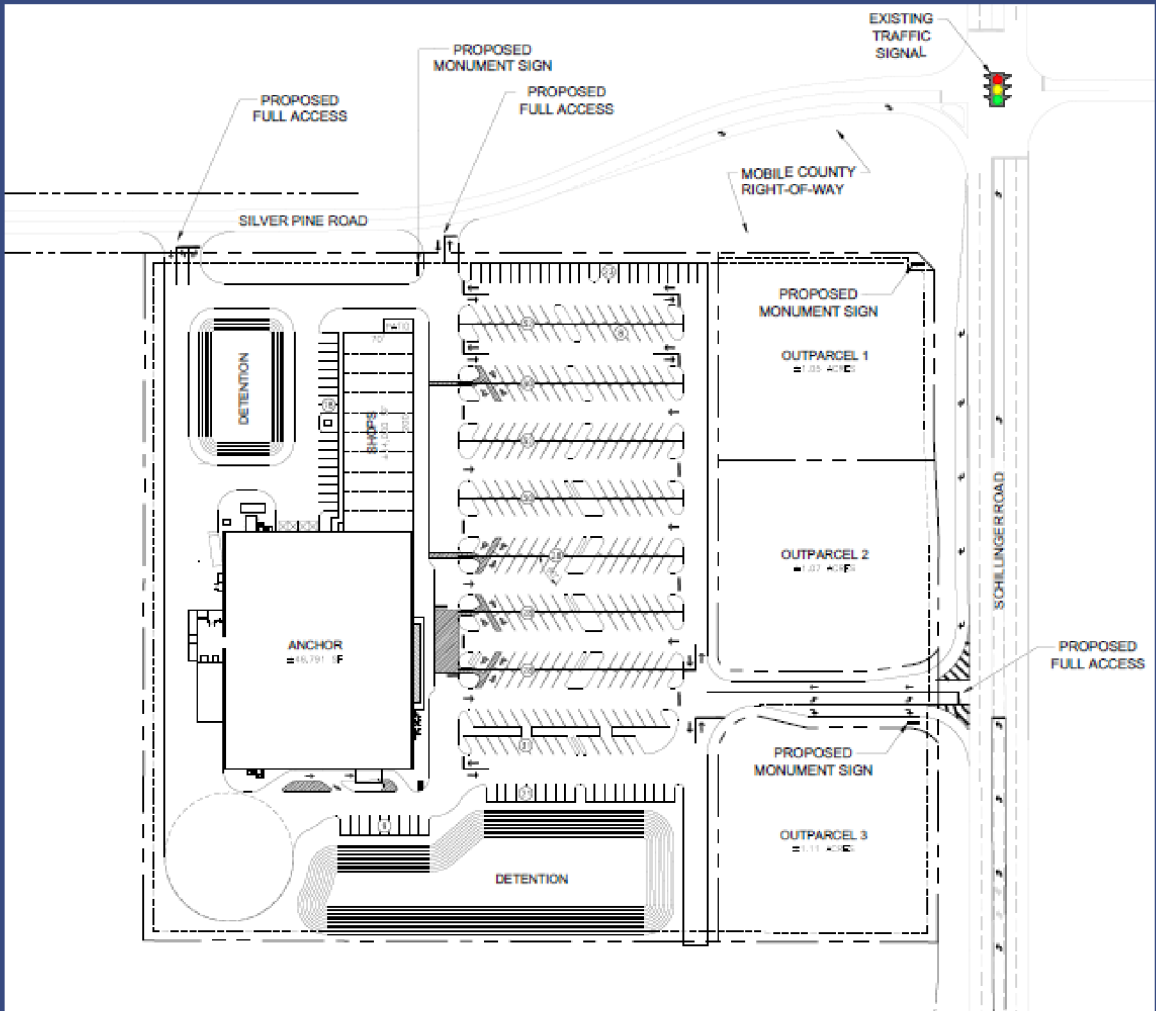 EXISTING
TRAFFIC
SIGNAL
PROPOSED
MONUMENT SIGN
PROPOSED
FULL ACCESS
PROPOSED
FULL ACCESS
MOBILE COUNTY
RIGHT-OF-WAY
SILVER PINE ROAD
PROPOSED
MONUMENT SIGN
OUTPARCEL 1
DETENTION
70'
SHOPS
SCHILLINGER ROAD
OUTPARCEL 2
ANCHOR
PROPOSED
FULL ACCESS
PROPOSED
MONUMENT SIGN
OUTPARCEL 3
DETENTION